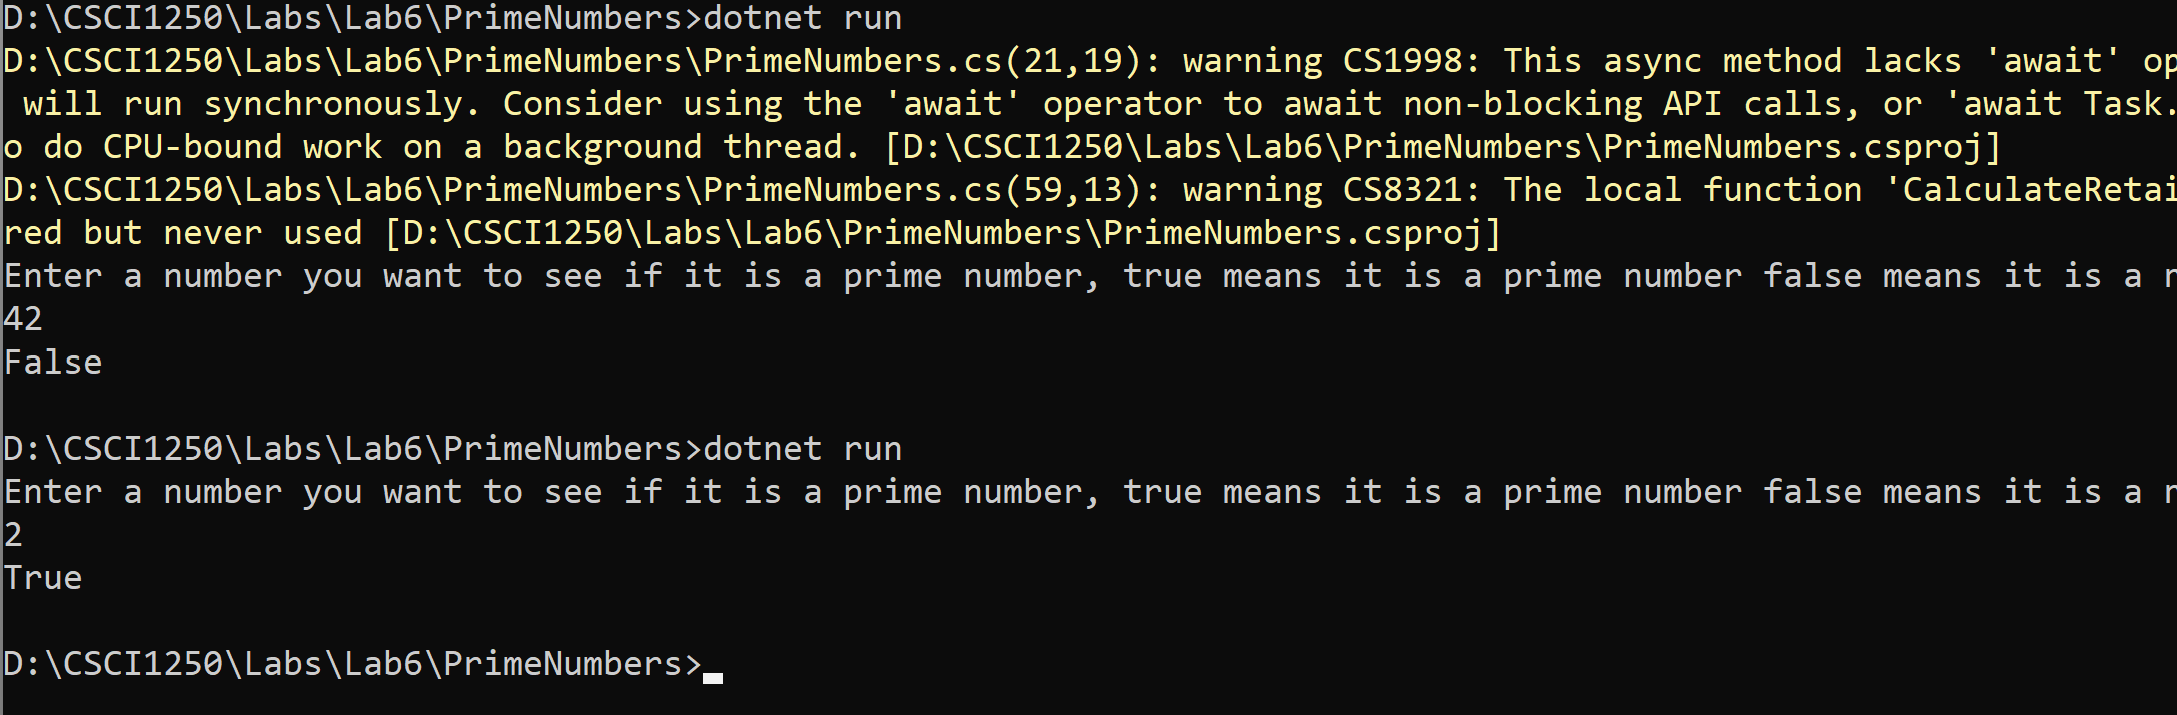 D:\CSCI1250\Labs\Lab6\PrimeNumbers>dotnet run
D:\CSCI1250\Labs\Lab6\PrimeNumbers\PrimeNumbers.cs(21,19): warning CS1998: This async method lacks 'await' op
will run synchronously. Consider using the 'await' operator to await non-blocking API calls, or 'await Task.
o do CPU-bound work on a background thread. [D:\CSCI1250\Labs\Lab6\PrimeNumbers\PrimeNumbers.csproj]
D:\CSCI1250\Labs\Lab6\PrimeNumbers\PrimeNumbers.cs(59,13): warning CS8321: The local function 'CalculateRetai
red but never used [D:\CSCI1250\Labs\Lab6\PrimeNumbers\PrimeNumbers.csproj]
Enter a number you want to see if it is a prime number, true means it is a prime number false means it is a
42
False
D:\CSCI1250\Labs\Lab6\PrimeNumbers>dotnet run
Enter a number you want to see if it is a prime number, true means it is a prime number false means it is a
2
True
D:\CSCI1250\Labs\Lab6\PrimeNumbers>